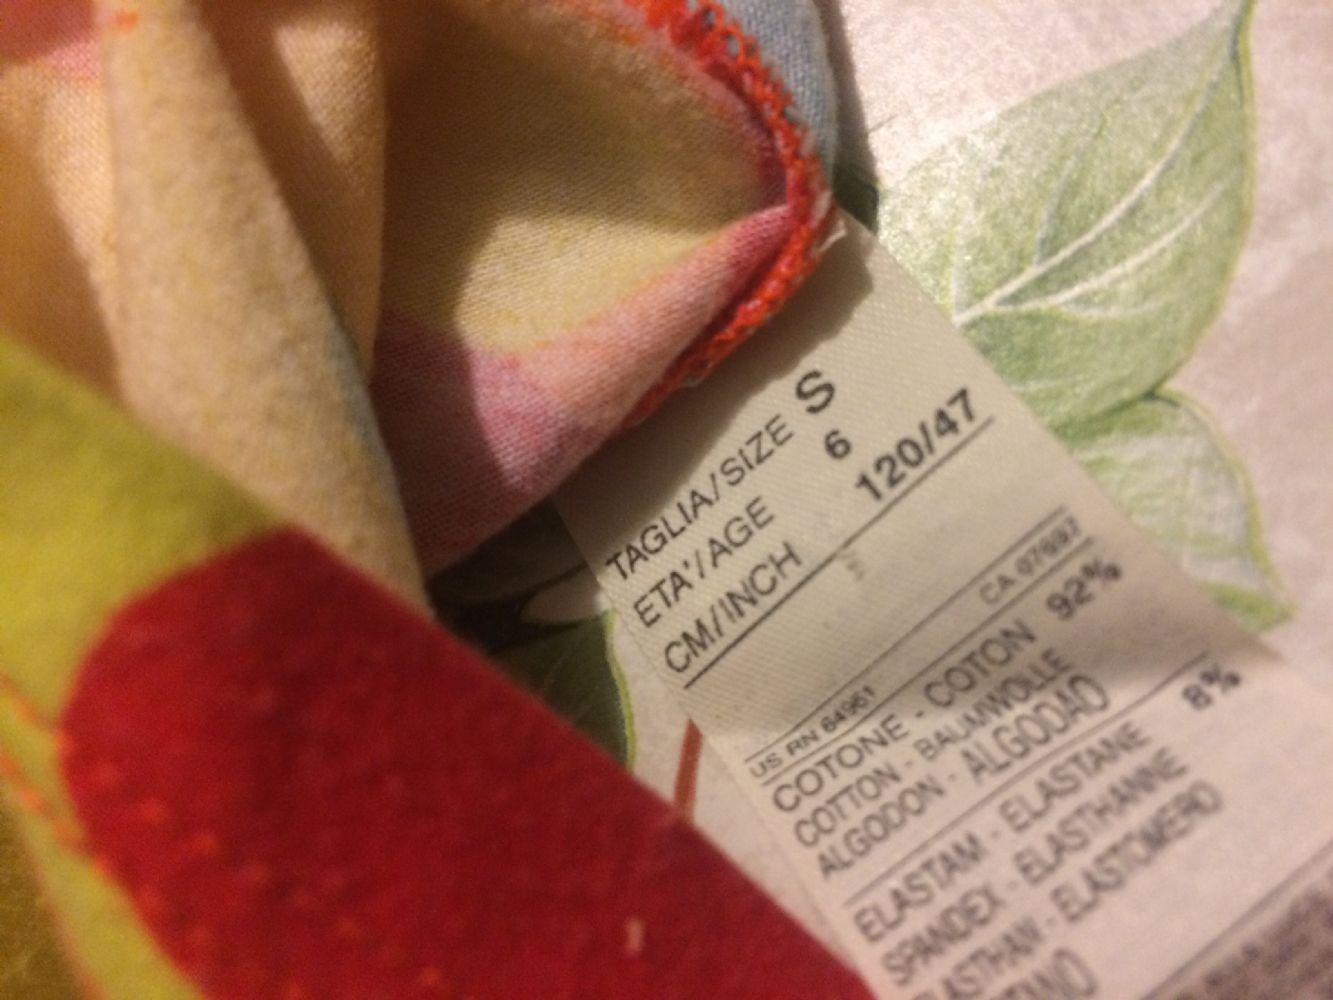 TAGLIA/SIZE S
ETA'/AGE 6
CM/INCH 120/47
US RN 64961 CA 07697
COTONE - COTON 92%
COTTON - BAUMWOLLE
ALGODON - ALGODAO
ELASTAM - ELASTANE 8%
SPANDEX - ELASTHANNE
ELASTHAN - ELASTOMERO